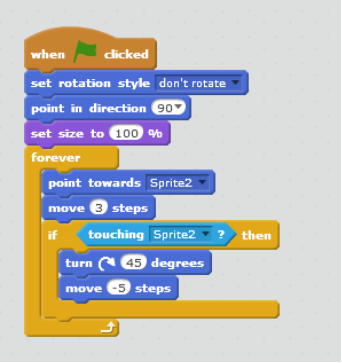 when clicked
set rotation style don't rotate
point in direction 90
set size to 100 %
forever
point towards Sprite2
move 3 steps
if touching Sprite2 ? then
turn 45 degrees
move -5 steps